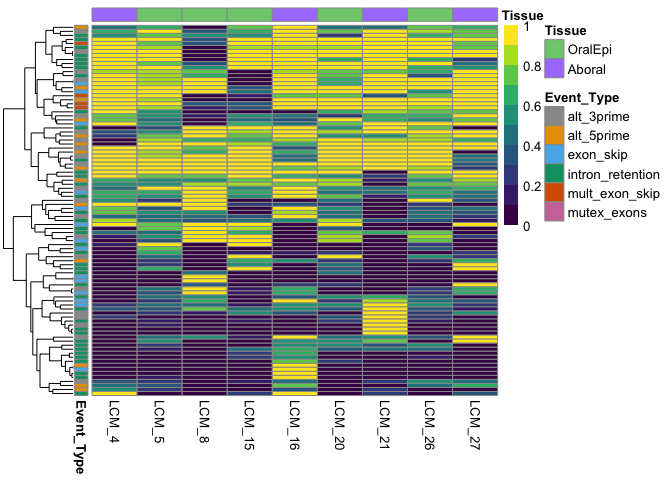 Tissue
1
0.8
0.6
0.4
0.2
0
Tissue
OralEpi
Aboral
Event_Type
alt_3prime
alt_5prime
exon_skip
intron_retention
mult_exon_skip
mutex_exons
Event_Type
LCM_4
LCM_5
LCM_8
LCM_15
LCM_16
LCM_20
LCM_21
LCM_26
LCM_27